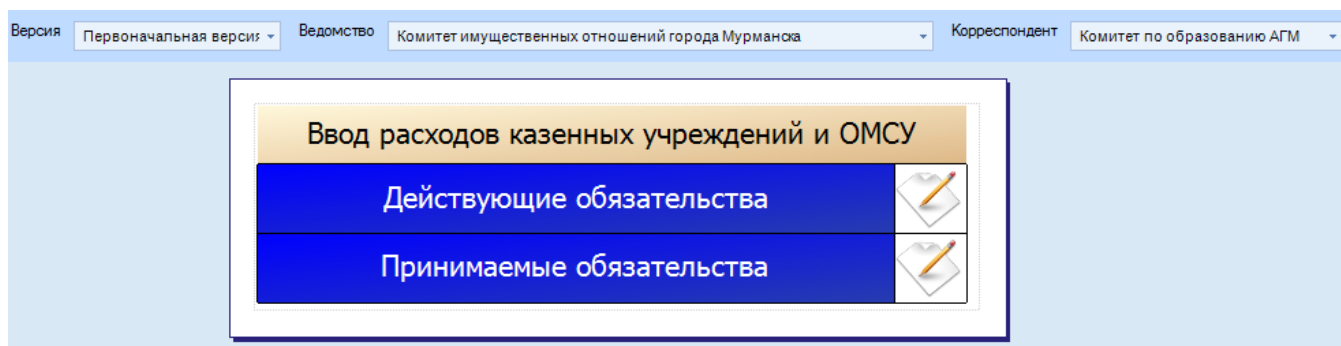 Версия Первоначальная версия Ведомство Комитет имущественных отношений города Мурманска Корреспондент Комитет по образованию АГМ
Ввод расходов казенных учреждений и ОМСУ
Действующие обязательства
Принимаемые обязательства